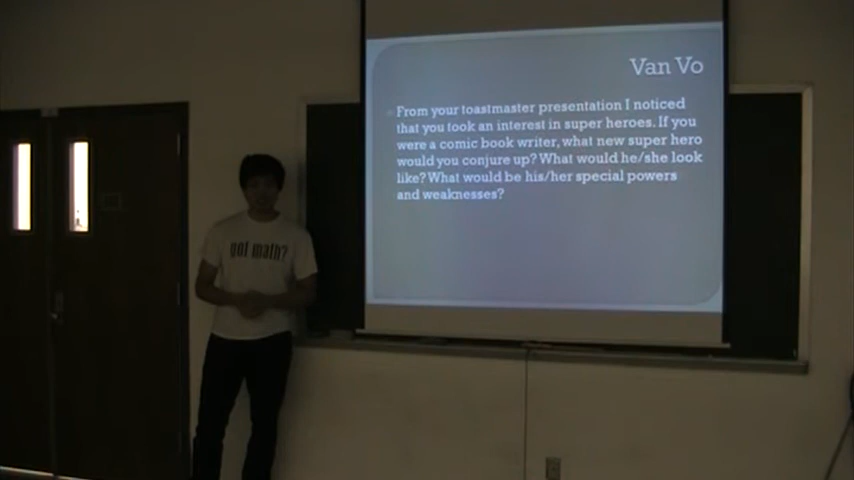 Van Vo
From your toastmaster presentation I noticed
that you took an interest in super heroes. If you
were a comic book writer, what new super hero
would you conjure up? What would he/she look
like? What would be his/her special powers
and weaknesses?
got math?